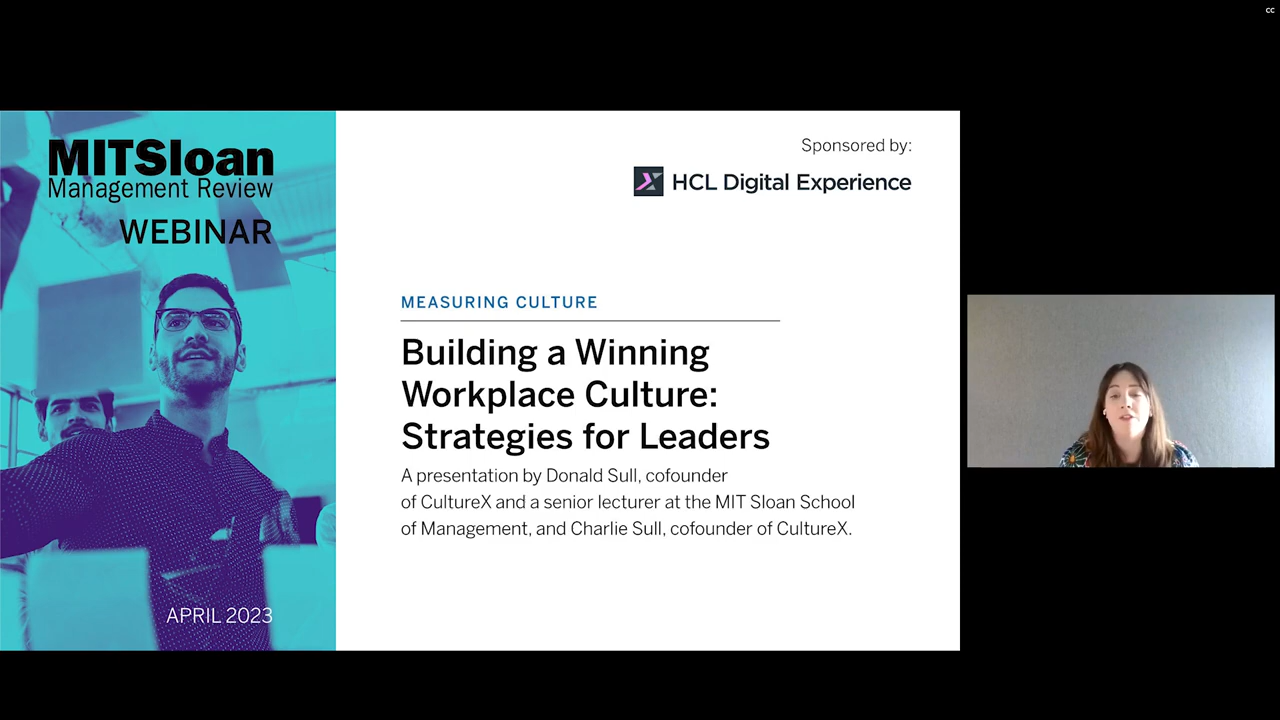 CC
MITSloan
Management Review
WEBINAR
APRIL 2023
Sponsored by:
HCL Digital Experience
MEASURING CULTURE
Building a Winning
Workplace Culture:
Strategies for Leaders
A presentation by Donald Sull, cofounder
of CultureX and a senior lecturer at the MIT Sloan School
of Management, and Charlie Sull, cofounder of CultureX.